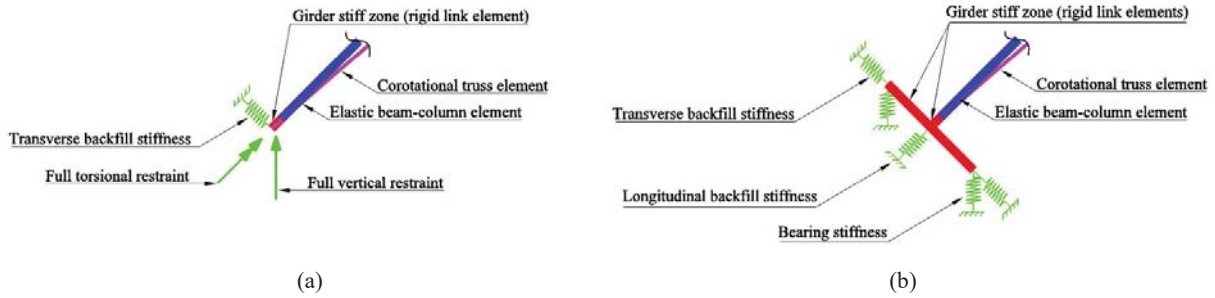 Girder stiff zone (rigid link element)
Corotational truss element
Elastic beam-column element
Transverse backfill stiffness
Full torsional restraint
Full vertical restraint
(a)
Girder stiff zone (rigid link elements)
Corotational truss element
Transverse backfill stiffness
Elastic beam-column element
Longitudinal backfill stiffness
Bearing stiffness
(b)